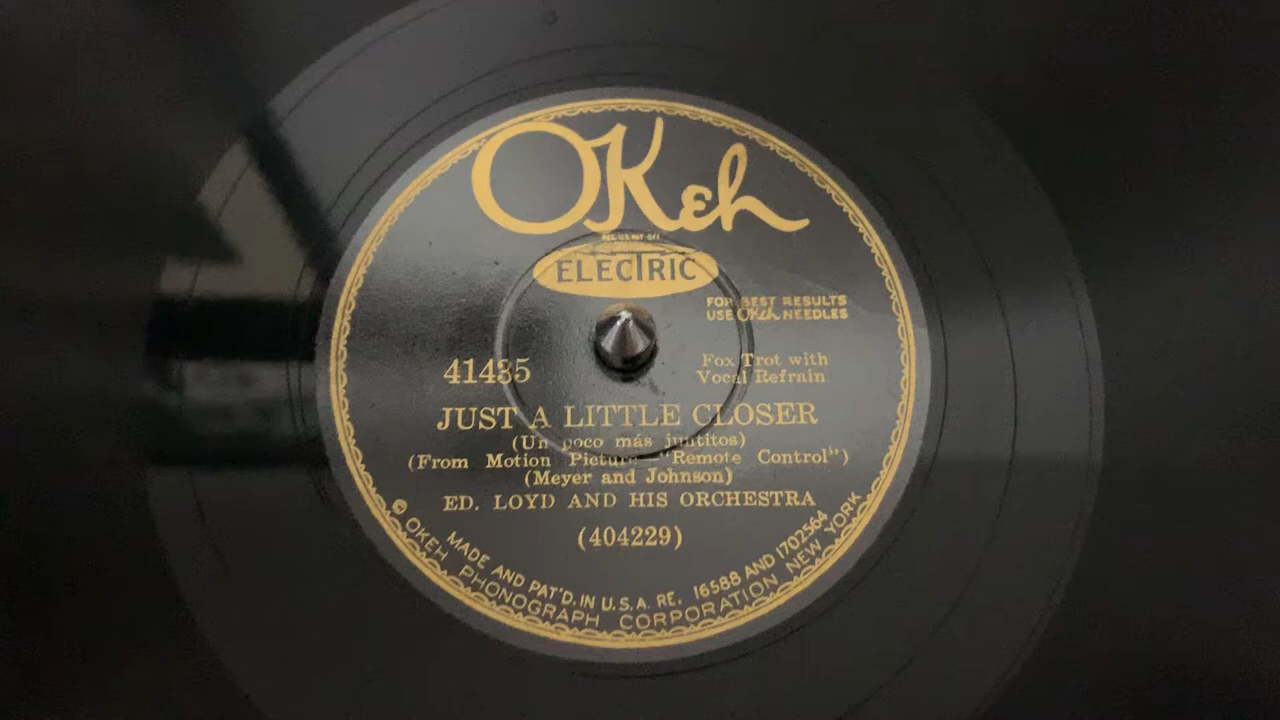 OKeh
REG. U.S. PAT. OFF.
ELECTRIC
FOR BEST RESULTS
USE OKeh NEEDLES
41435
Fox Trot with
Vocal Refrain
JUST A LITTLE CLOSER
(Un poco más juntitos)
(From Motion Picture—"Remote Control")
(Meyer and Johnson)
ED. LOYD AND HIS ORCHESTRA
(404229)
MADE AND PAT'D. IN U.S.A. RE. 16588 AND 1702564
© OKEH PHONOGRAPH CORPORATION NEW YORK